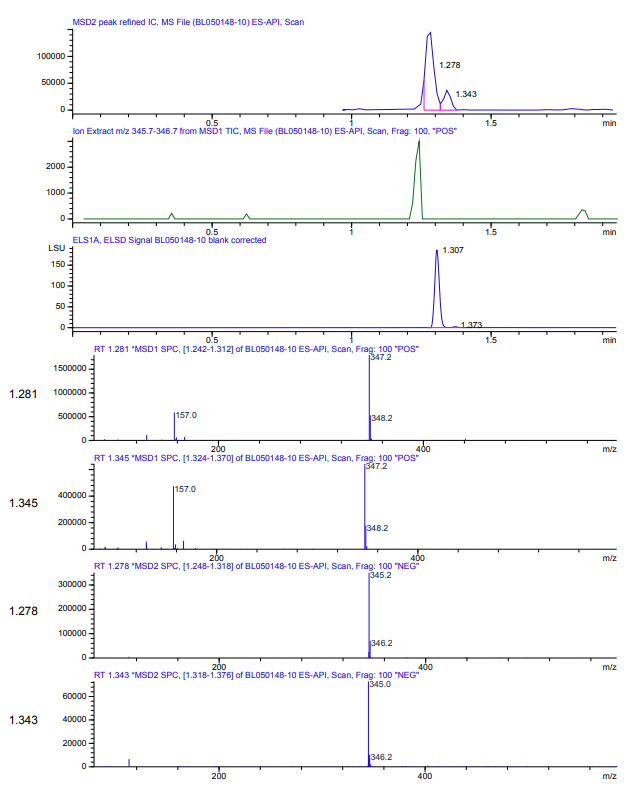 MSD2 peak refined IC, MS File (BL050148-10) ES-API, Scan
100000
50000
0
1.278
1.343
0.5 1 1.5 min
Ion Extract m/z 345.7-346.7 from MSD1 TIC, MS File (BL050148-10) ES-API, Scan, Frag: 100, "POS"
2000
1000
0
0.5 1 1.5 min
ELS1A, ELSD Signal BL050148-10 blank corrected
LSU
150
100
50
0
1.307
1.373
0.5 1 1.5 min
RT 1.281 *MSD1 SPC, [1.242-1.312] of BL050148-10 ES-API, Scan, Frag: 100 "POS"
1.281
1500000
1000000
500000
0
347.2
157.0
348.2
200 400 m/z
RT 1.345 *MSD1 SPC, [1.324-1.370] of BL050148-10 ES-API, Scan, Frag: 100 "POS"
1.345
400000
200000
0
347.2
157.0
348.2
200 400 m/z
RT 1.278 *MSD2 SPC, [1.248-1.318] of BL050148-10 ES-API, Scan, Frag: 100 "NEG"
1.278
300000
200000
100000
0
345.2
346.2
200 400 m/z
RT 1.343 *MSD2 SPC, [1.318-1.376] of BL050148-10 ES-API, Scan, Frag: 100 "NEG"
1.343
60000
40000
20000
0
345.0
346.2
200 400 m/z